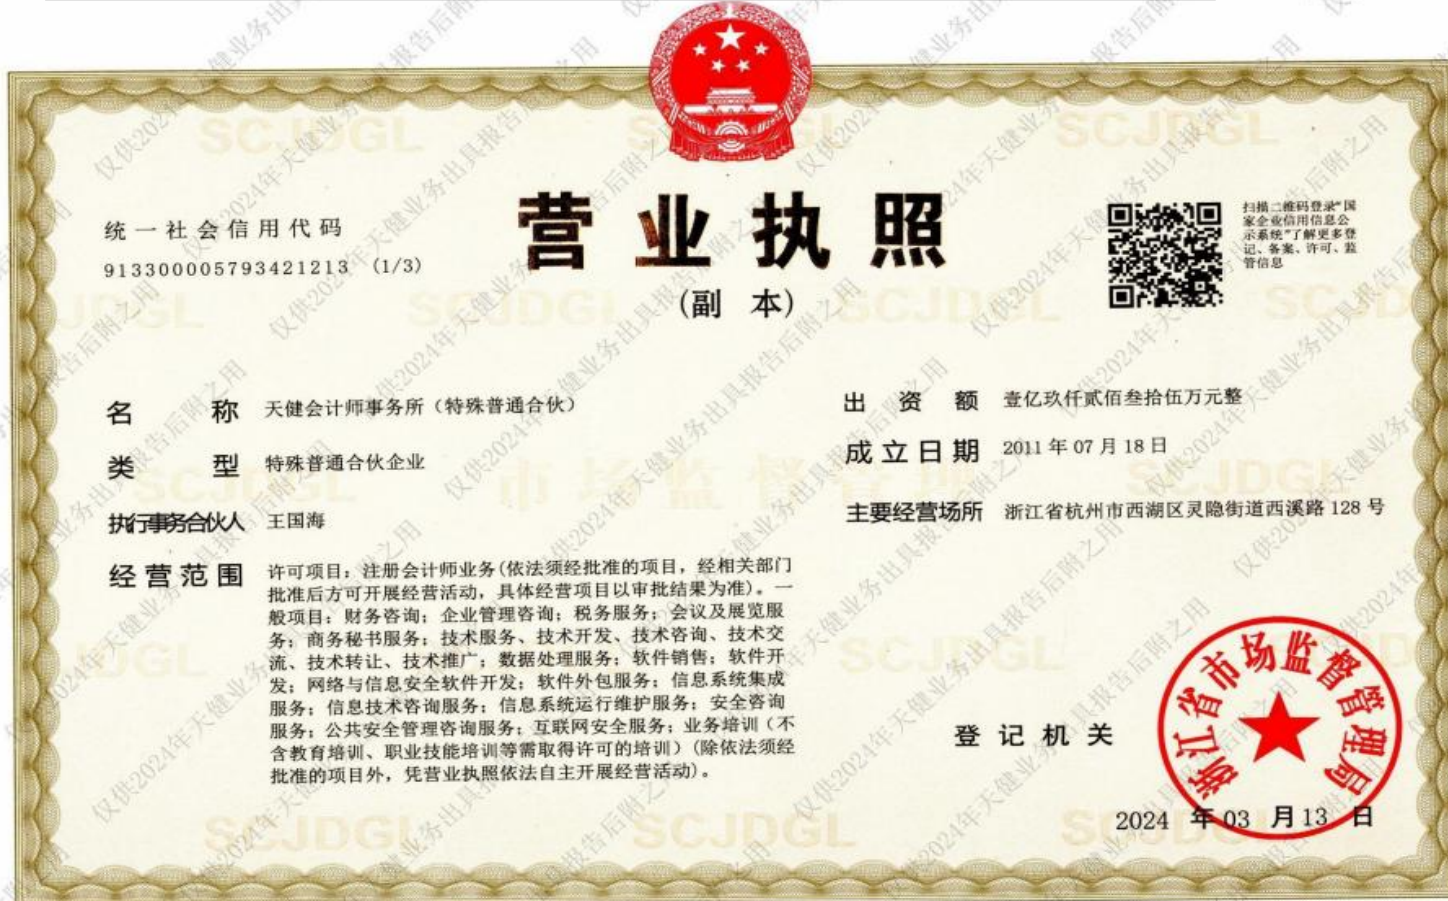 营业执照
(副 本)
统一社会信用代码
913300005793421213 (1/3)
扫描二维码登录“国
家企业信用信息公
示系统”了解更多登
记、备案、许可、监
管信息
名 称 天健会计师事务所（特殊普通合伙）
类 型 特殊普通合伙企业
执行事务合伙人 王国海
经营范围 许可项目：注册会计师业务(依法须经批准的项目，经相关部门
批准后方可开展经营活动，具体经营项目以审批结果为准)。一
般项目：财务咨询；企业管理咨询；税务服务；会议及展览服
务；商务秘书服务；技术服务、技术开发、技术咨询、技术交
流、技术转让、技术推广；数据处理服务；软件销售；软件开
发；网络与信息安全软件开发；软件外包服务；信息系统集成
服务；信息技术咨询服务；信息系统运行维护服务；安全咨询
服务；公共安全管理咨询服务；互联网安全服务；业务培训（不
含教育培训、职业技能培训等需取得许可的培训）(除依法须经
批准的项目外，凭营业执照依法自主开展经营活动)。
出 资 额 壹亿玖仟贰佰叁拾伍万元整
成立日期 2011 年 07 月 18 日
主要经营场所 浙江省杭州市西湖区灵隐街道西溪路 128 号
登记机关
浙江省市场监督管理局
2024 年 03 月 13 日
仅供2024年天健业务出具报告后附之用
SCJDGL
市场监督管理